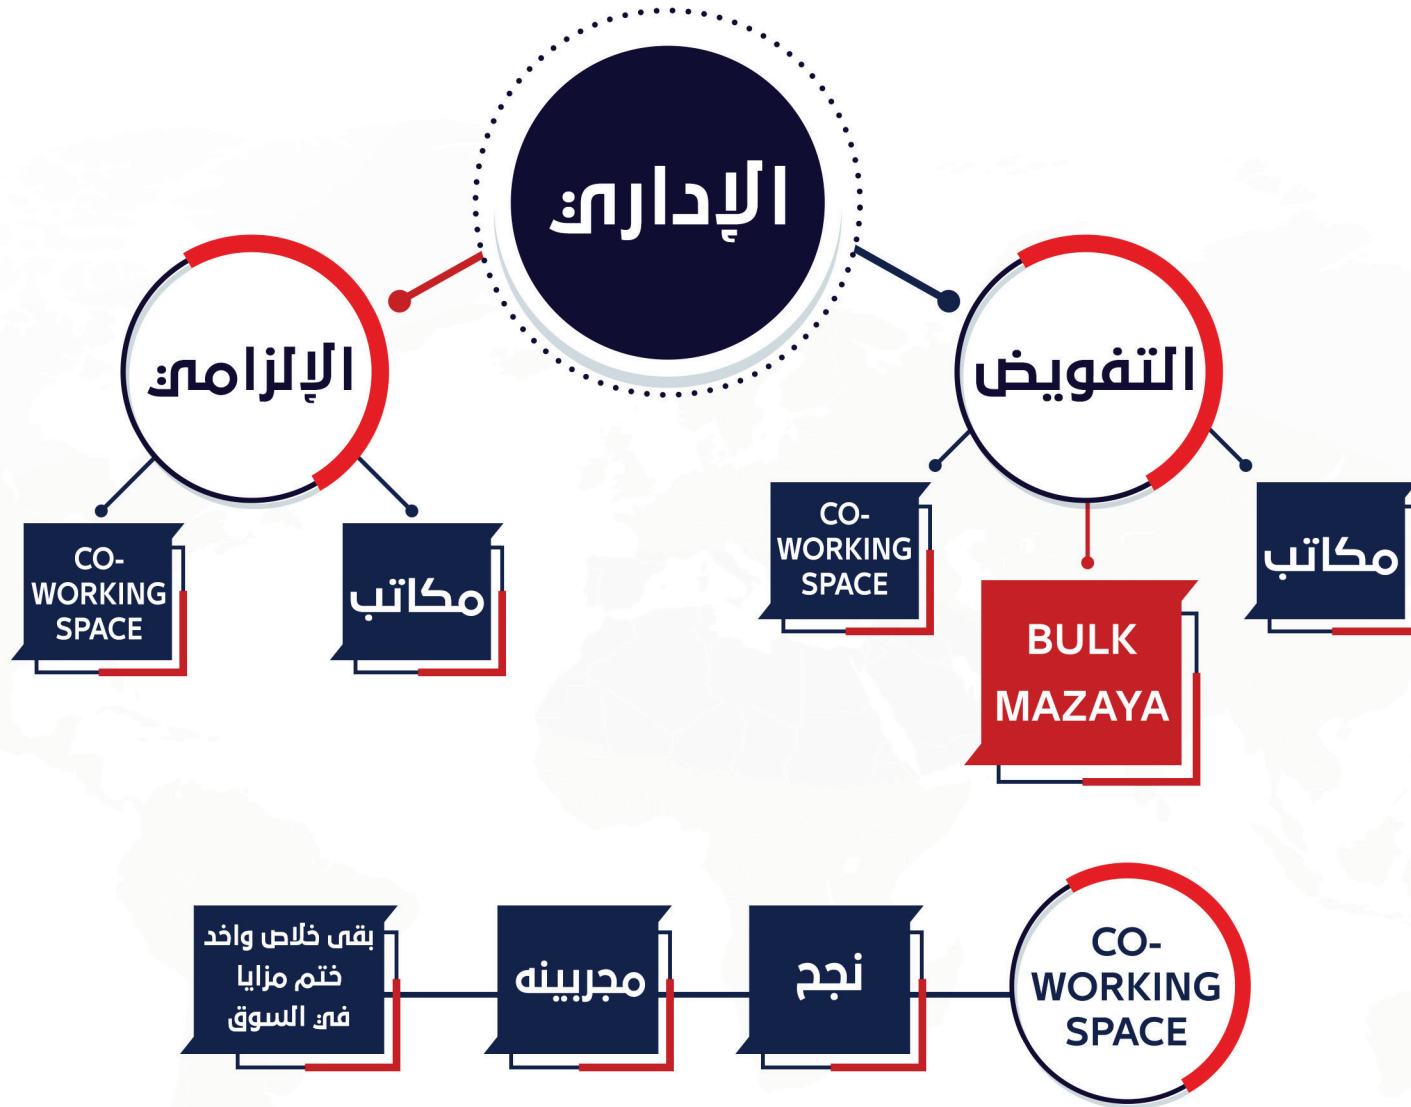 الإداري
التفويض
الإلزامي
مكاتب
BULK
MAZAYA
CO-
WORKING
SPACE
مكاتب
CO-
WORKING
SPACE
CO-
WORKING
SPACE
نجح
مجربينه
بقى خلاص واخد
ختم مزايا
في السوق